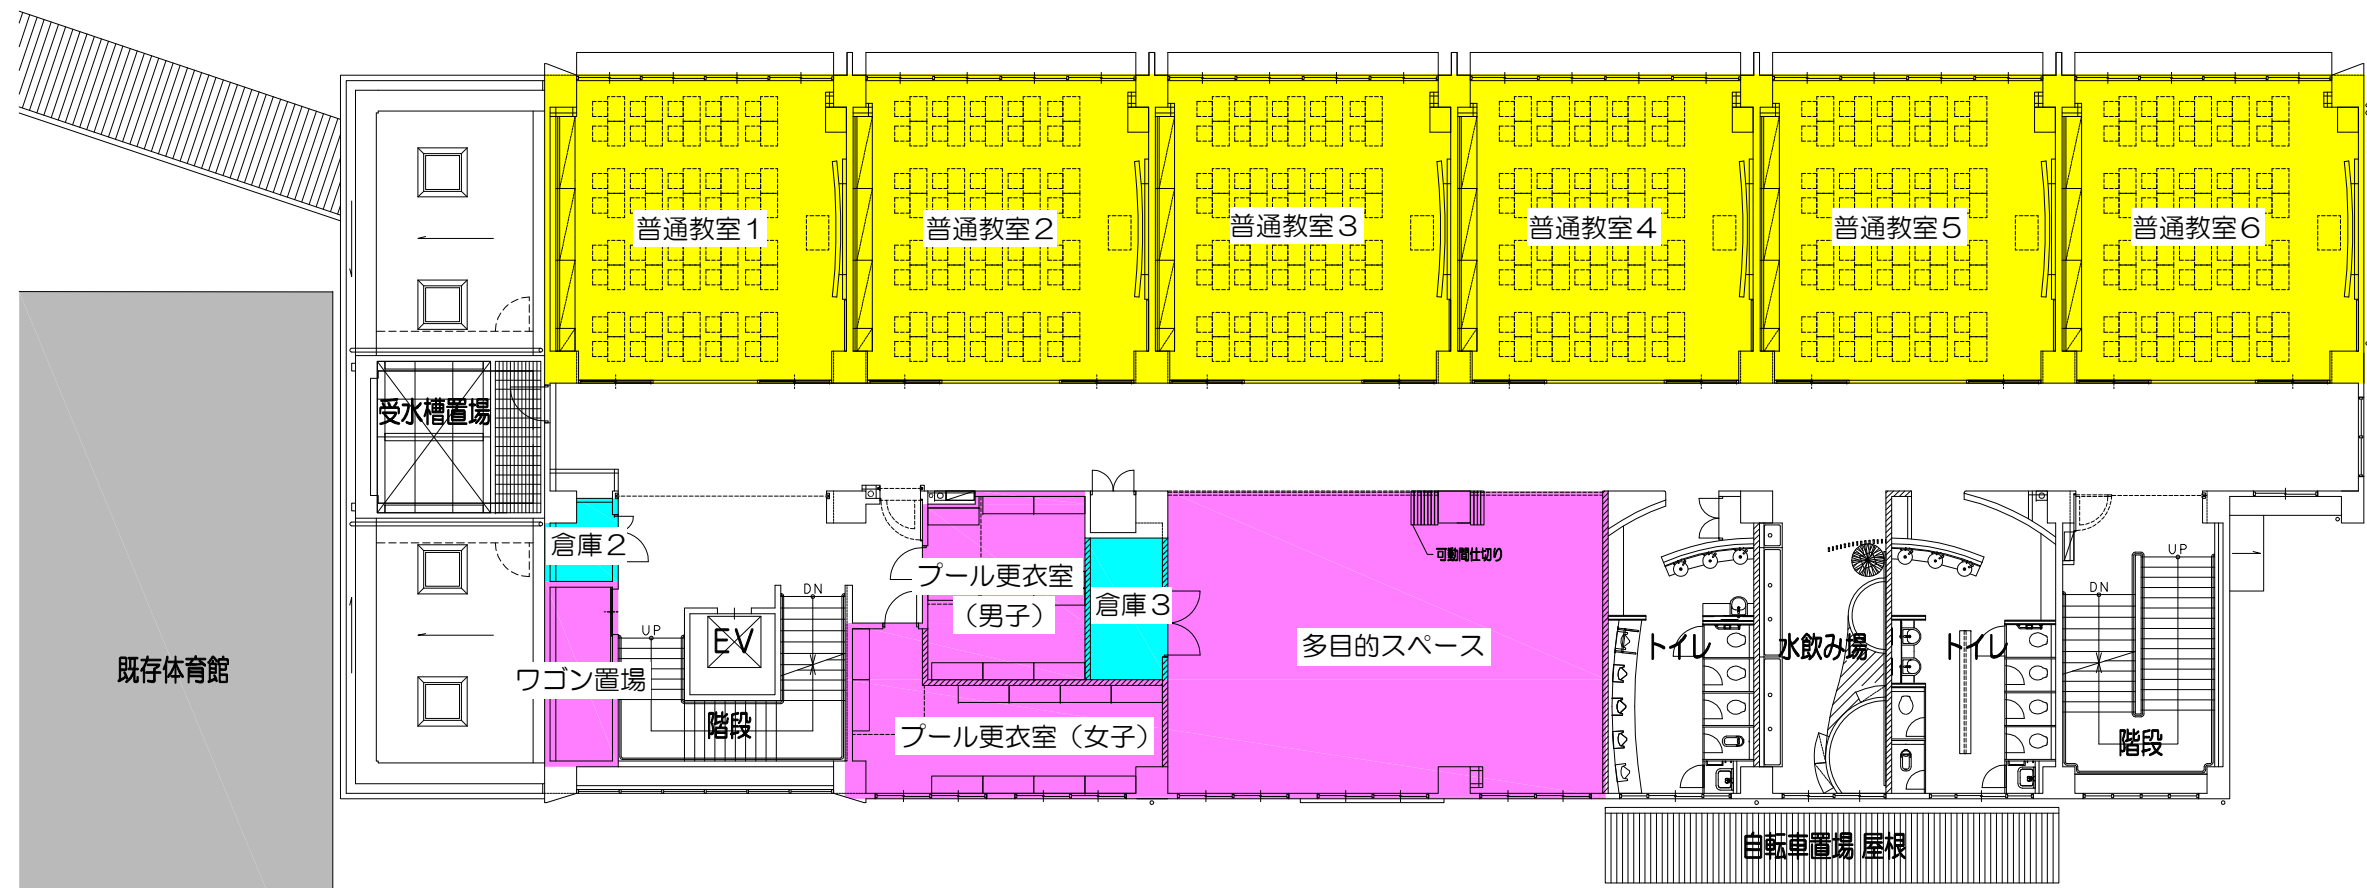 普通教室1
普通教室2
普通教室3
普通教室4
普通教室5
普通教室6
受水槽置場
倉庫2
プール更衣室
（男子）
倉庫3
可動間仕切り
UP
DN
EV
ワゴン置場
階段
プール更衣室（女子）
多目的スペース
トイレ
水飲み場
トイレ
DN
UP
階段
既存体育館
自転車置場 屋根